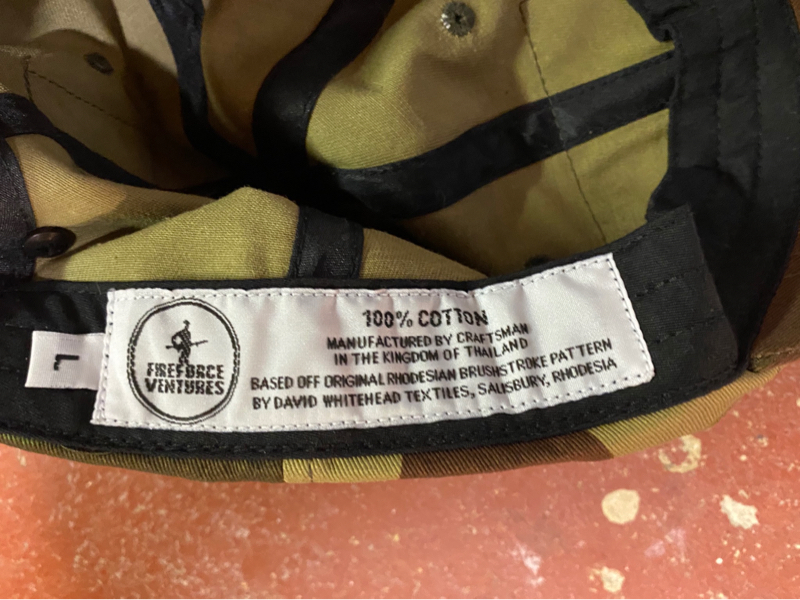 L
FIREFORCE
VENTURES
100% COTTON
MANUFACTURED BY CRAFTSMAN
IN THE KINGDOM OF THAILAND
BASED OFF ORIGINAL RHODESIAN BRUSHSTROKE PATTERN
BY DAVID WHITEHEAD TEXTILES, SALISBURY, RHODESIA